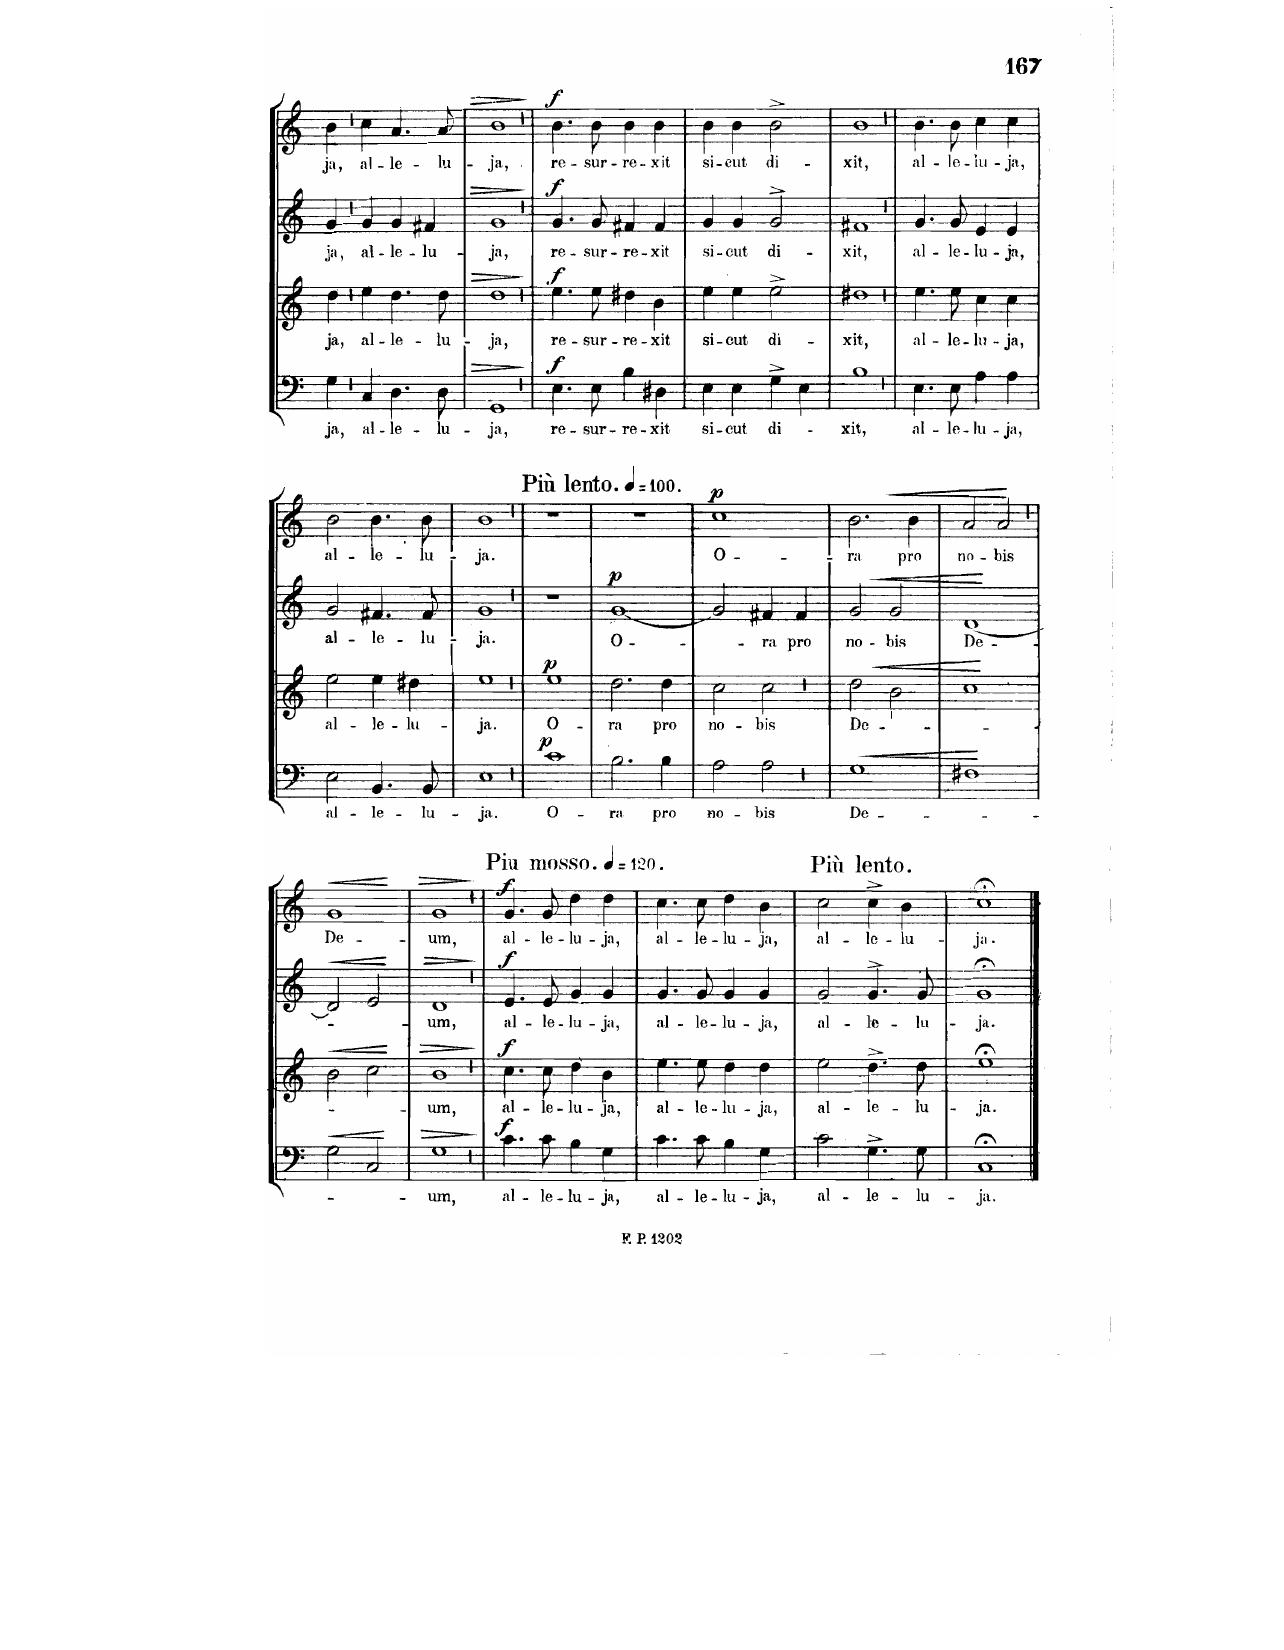 167
f
ja, al - le - lu - ja, re - sur - re - xit si - cut di - xit, al - le - lu - ja,
f
ja, al - le - lu - ja, re - sur - re - xit si - cut di - xit, al - le - lu - ja,
f
ja, al - le - lu - ja, re - sur - re - xit si - cut di - xit, al - le - lu - ja,
f
ja, al - le - lu - ja, re - sur - re - xit si - cut di - xit, al - le - lu - ja,
Più lento. ♩=100.
p
al - le - lu - ja. O - ra pro no - bis
p
al - le - lu - ja. O - ra pro no - bis De -
p
al - le - lu - ja. O - ra pro no - bis De -
p
al - le - lu - ja. O - ra pro no - bis De -
Piu mosso. ♩=120. Più lento.
f
De - um, al - le - lu - ja, al - le - lu - ja, al - le - lu - ja.
f
um, al - le - lu - ja, al - le - lu - ja, al - le - lu - ja.
f
um, al - le - lu - ja, al - le - lu - ja, al - le - lu - ja.
f
um, al - le - lu - ja, al - le - lu - ja, al - le - lu - ja.
F. P. 1202